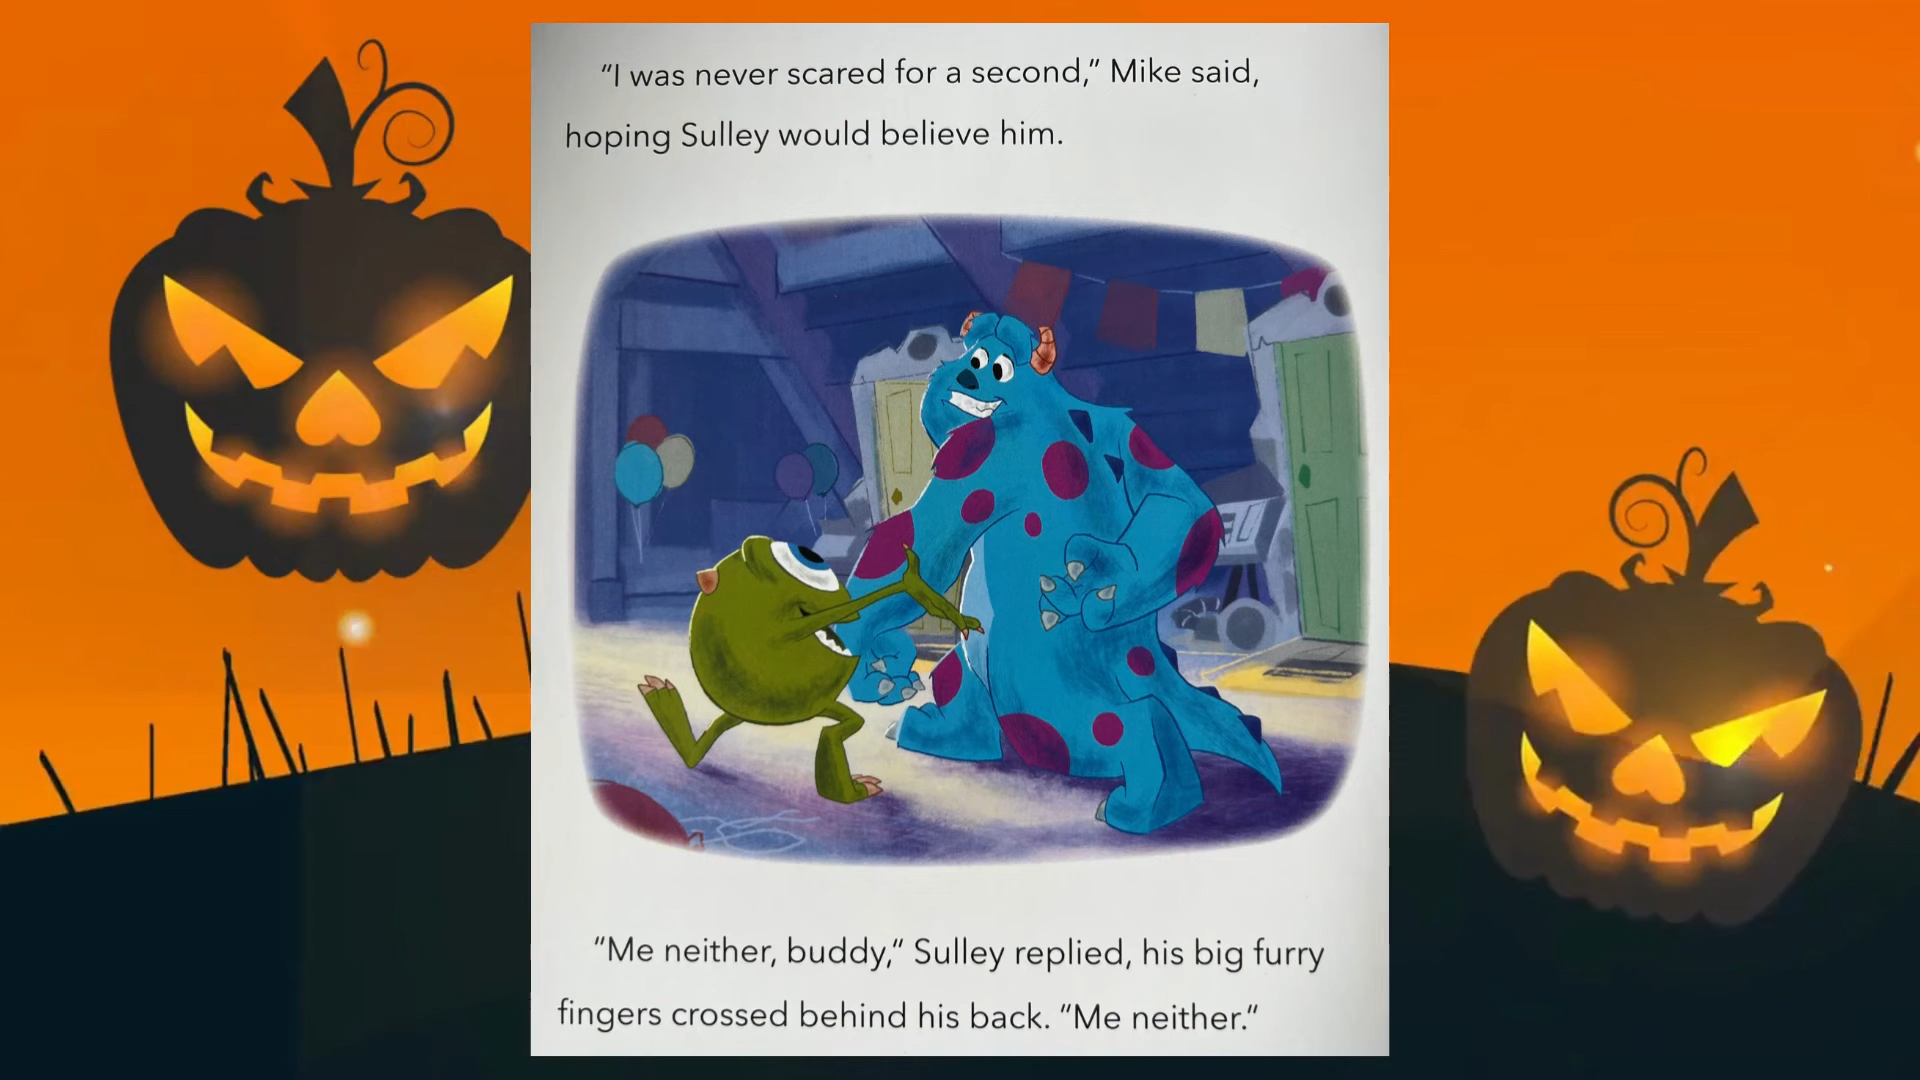 “I was never scared for a second,” Mike said,
hoping Sulley would believe him.
“Me neither, buddy,” Sulley replied, his big furry
fingers crossed behind his back. “Me neither.”